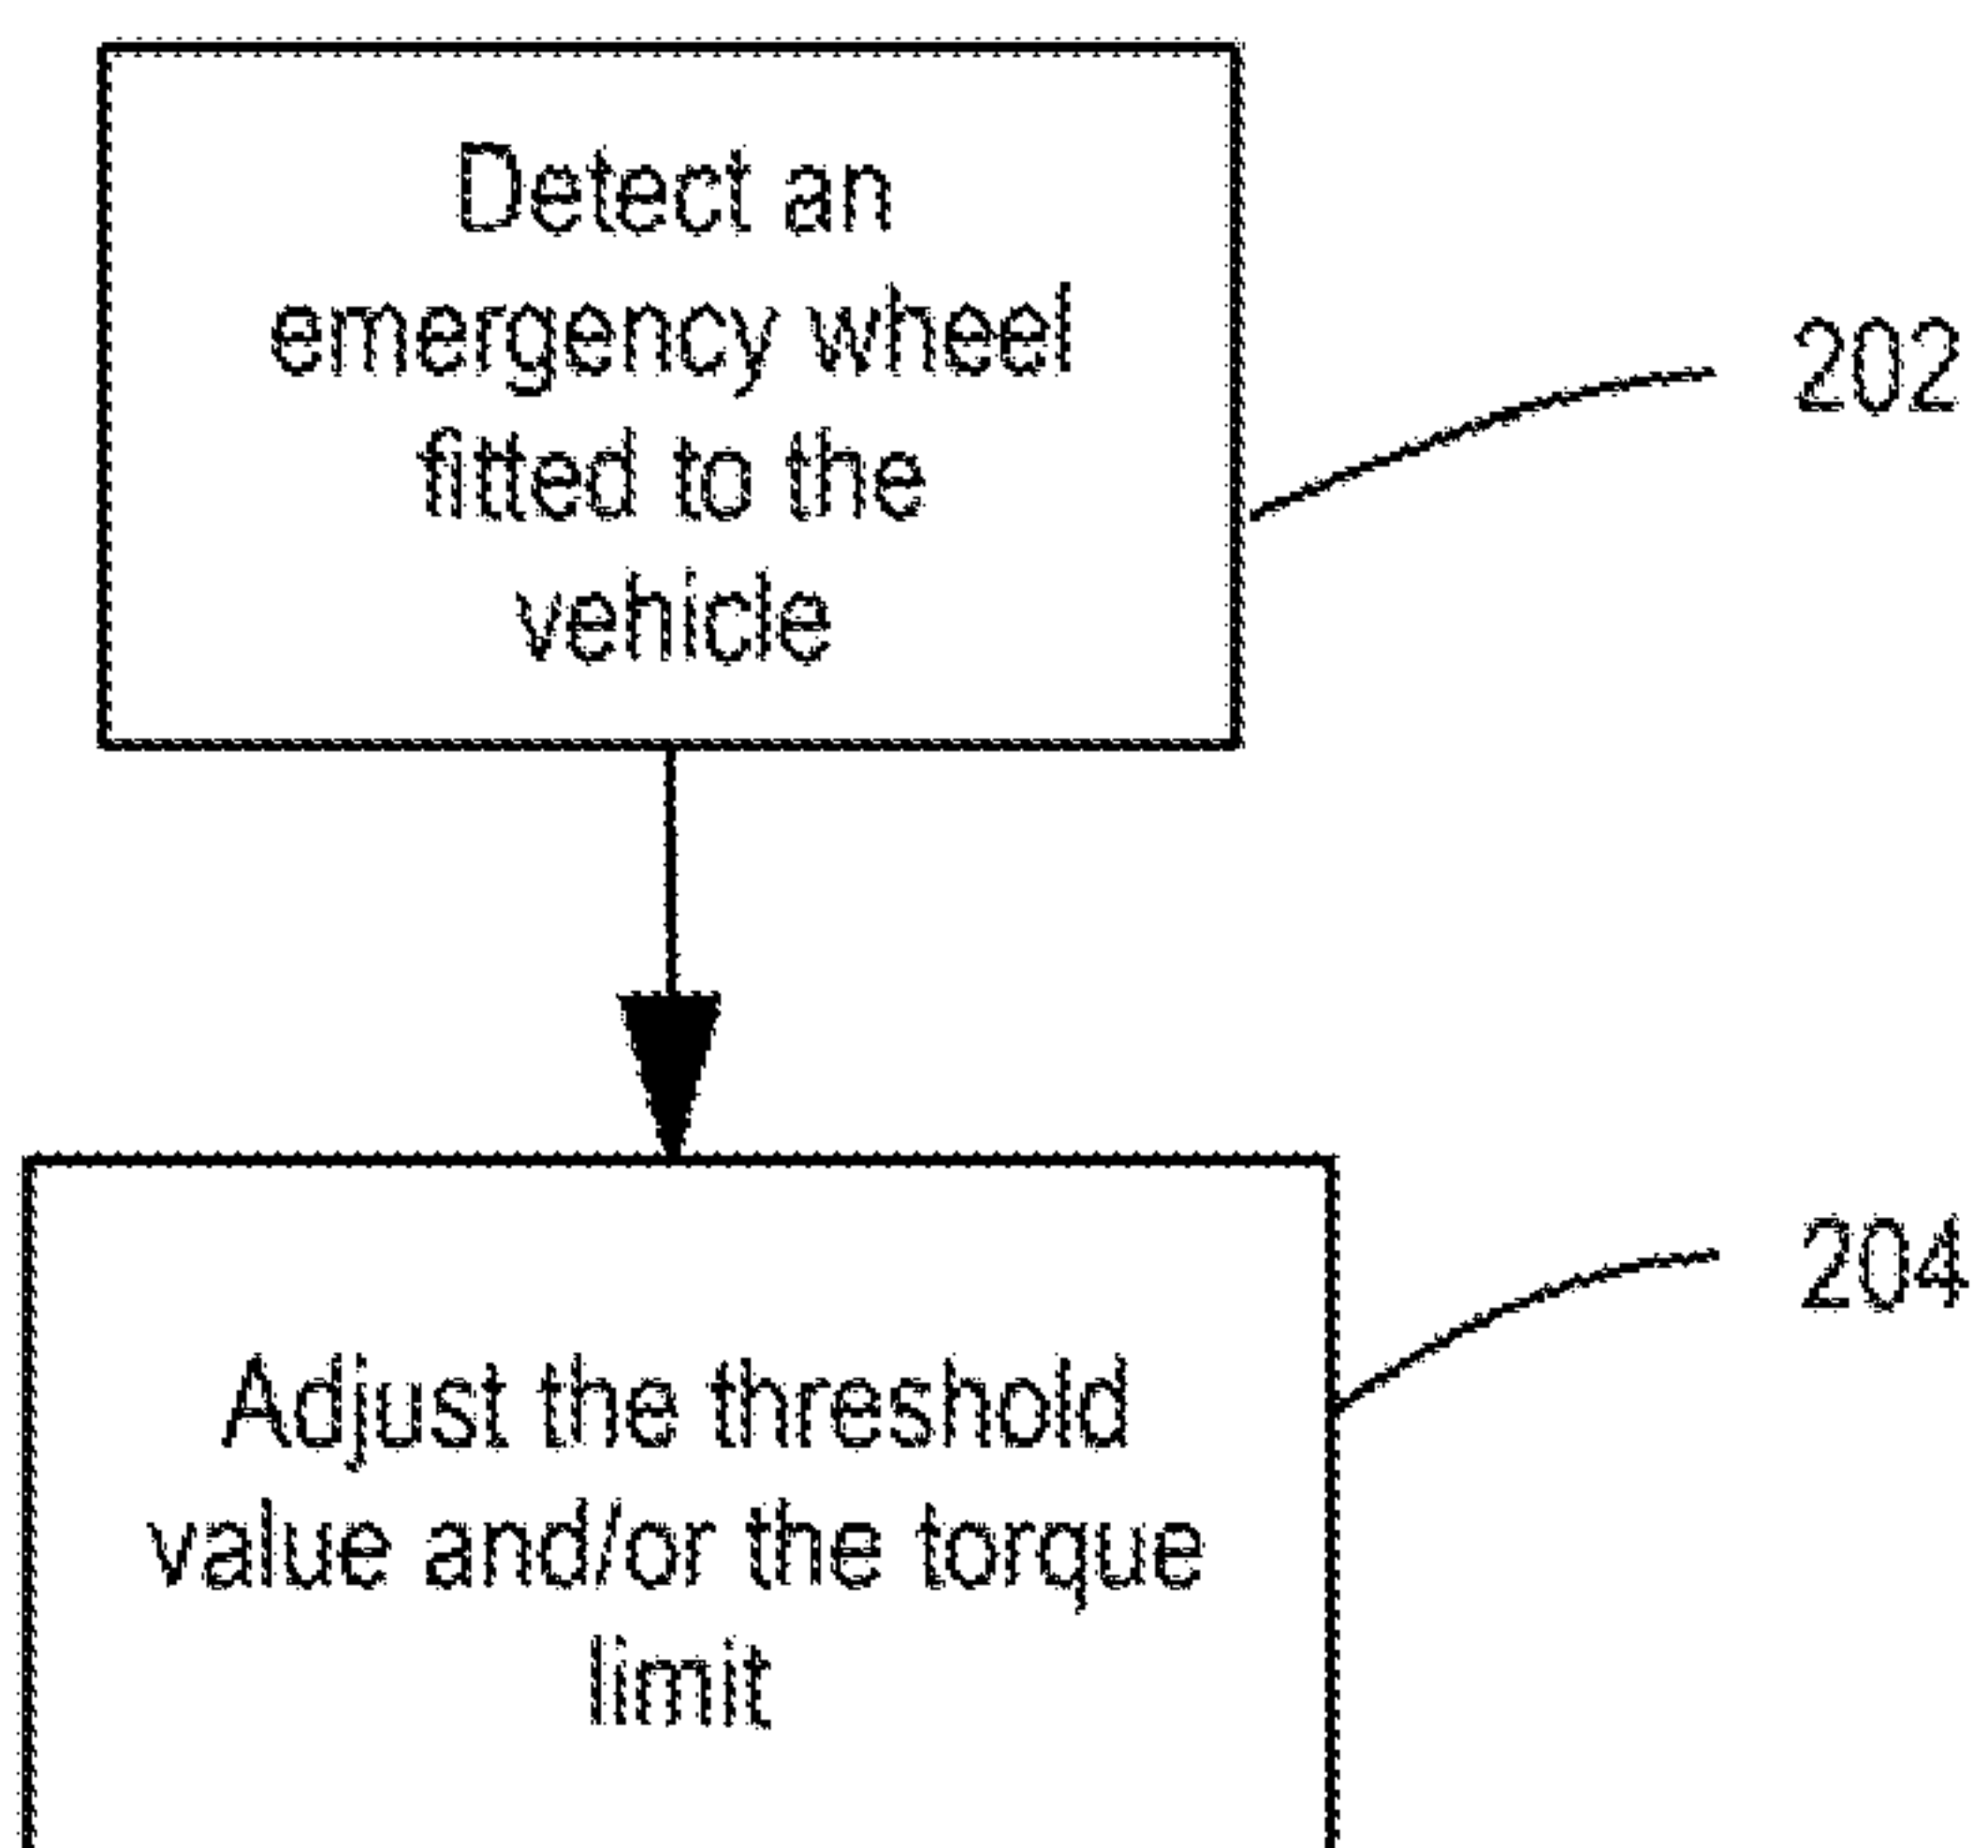 Detect an
emergency wheel
fitted to the
vehicle
202
204
Adjust the threshold
value and/or the torque
limit